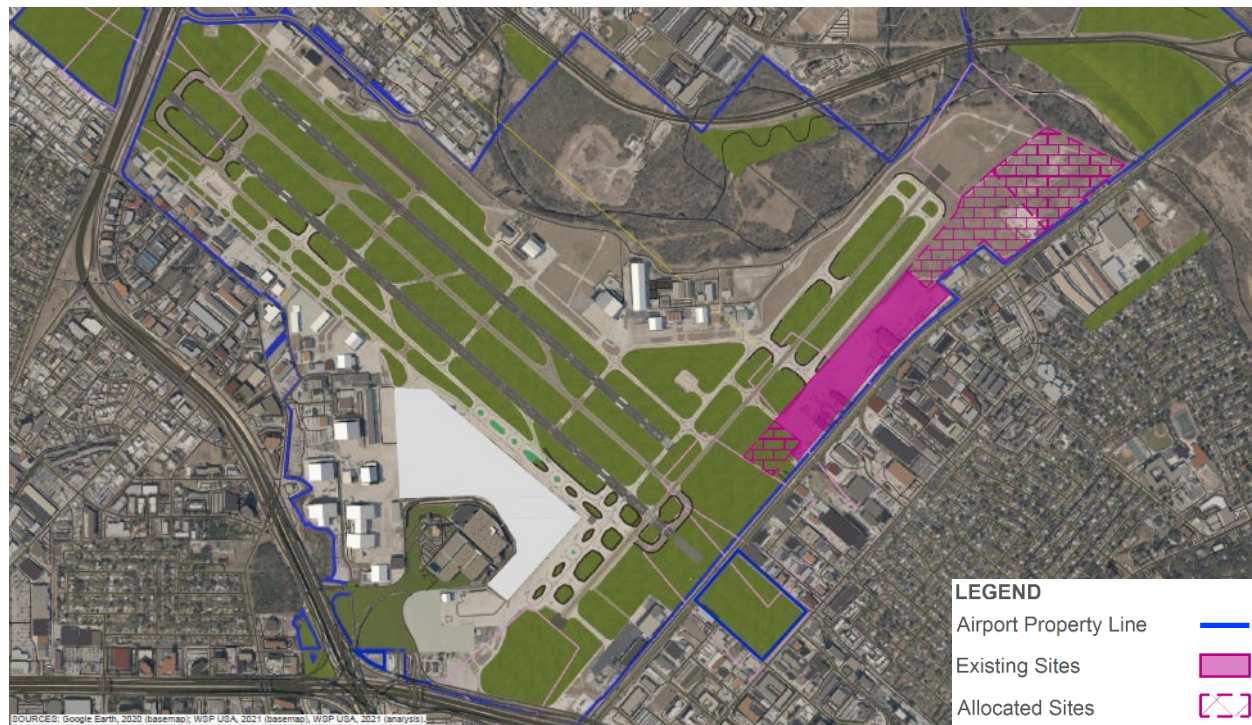 LEGEND
Airport Property Line
Existing Sites
Allocated Sites
SOURCES: Google Earth, 2020 (basemap); WSP USA, 2021 (basemap), WSP USA, 2021 (analysis).